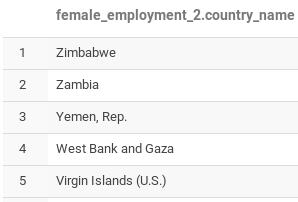 female_employment_2.country_name
1 Zimbabwe
2 Zambia
3 Yemen, Rep.
4 West Bank and Gaza
5 Virgin Islands (U.S.)